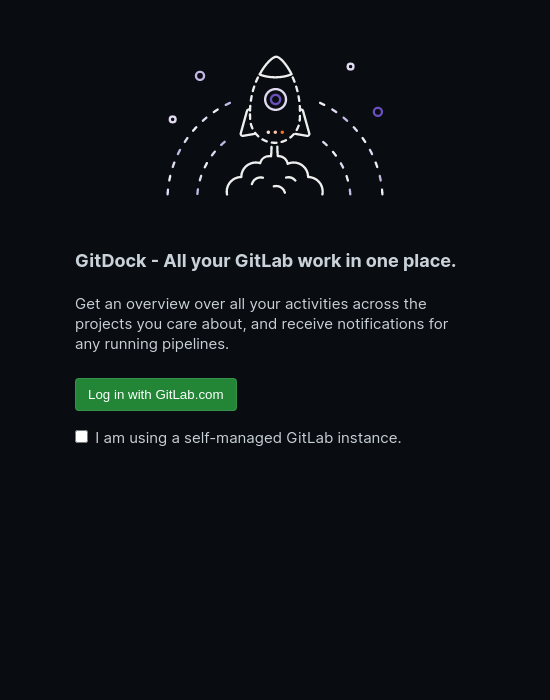 GitDock - All your GitLab work in one place.
Get an overview over all your activities across the
projects you care about, and receive notifications for
any running pipelines.
Log in with GitLab.com
I am using a self-managed GitLab instance.